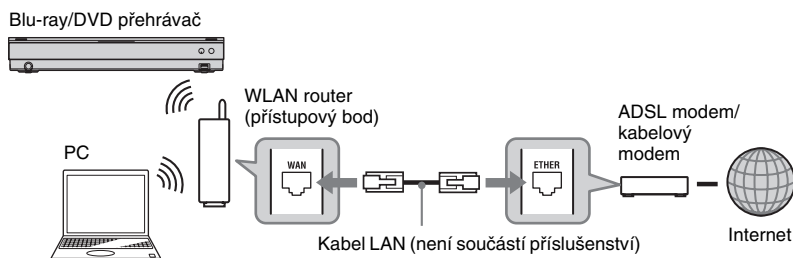 Blu-ray/DVD přehrávač
WLAN router
(přístupový bod)
PC
WAN
ETHER
ADSL modem/
kabelový
modem
Kabel LAN (není součástí příslušenství)
Internet